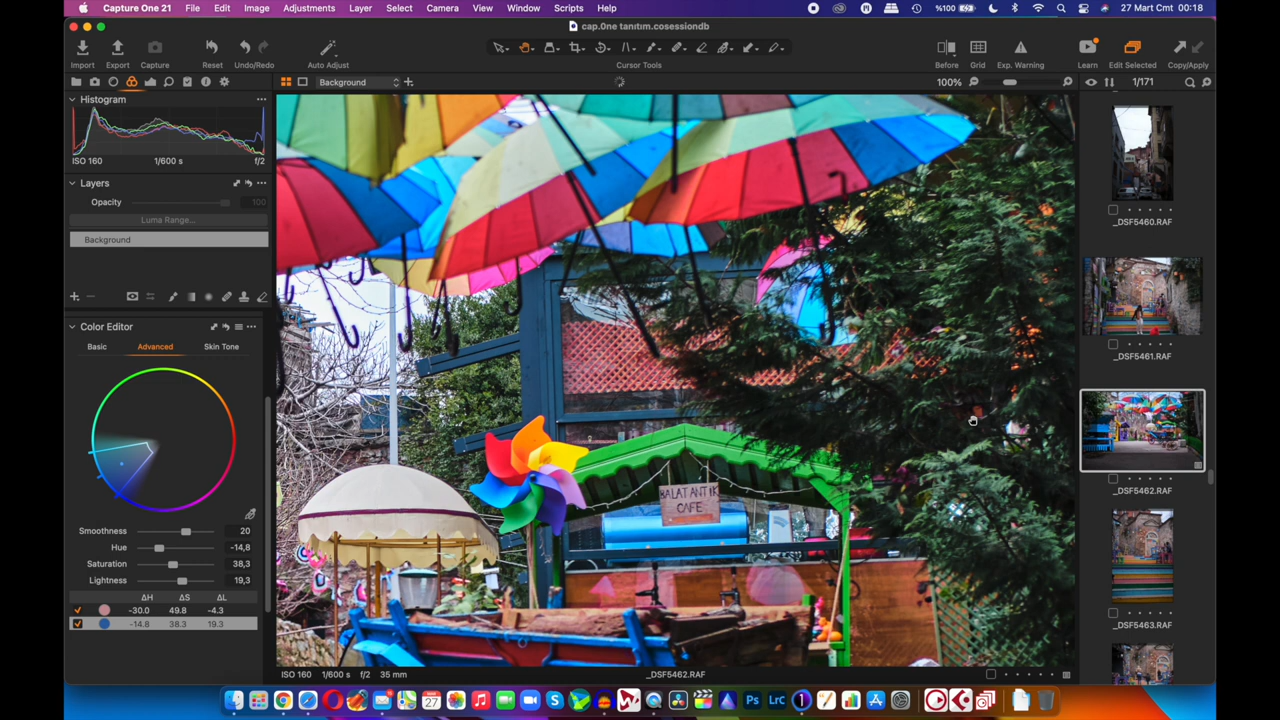 Capture One 21 File Edit Image Adjustments Layer Select Camera View Window Scripts Help
%100
27 Mart Cmt 00:18
cap.One tanıtım.cosessiondb
Import Export Capture Reset Undo/Redo Auto Adjust Cursor Tools Before Grid Exp. Warning Learn Edit Selected Copy/Apply
Background
100%
1/171
Histogram
ISO 160 1/600 s f/2
Layers
Opacity 100
Luma Range...
Background
Color Editor
Basic Advanced Skin Tone
Smoothness 20
Hue -14,8
Saturation 38,3
Lightness 19,3
ΔH ΔS ΔL
-30.0 49.8 -4.3
-14.8 38.3 19.3
BALAT ANTİK
CAFE
ISO 160 1/600 s f/2 35 mm
_DSF5462.RAF
_DSF5460.RAF
_DSF5461.RAF
_DSF5462.RAF
_DSF5463.RAF
27
Ps
Lrc
1